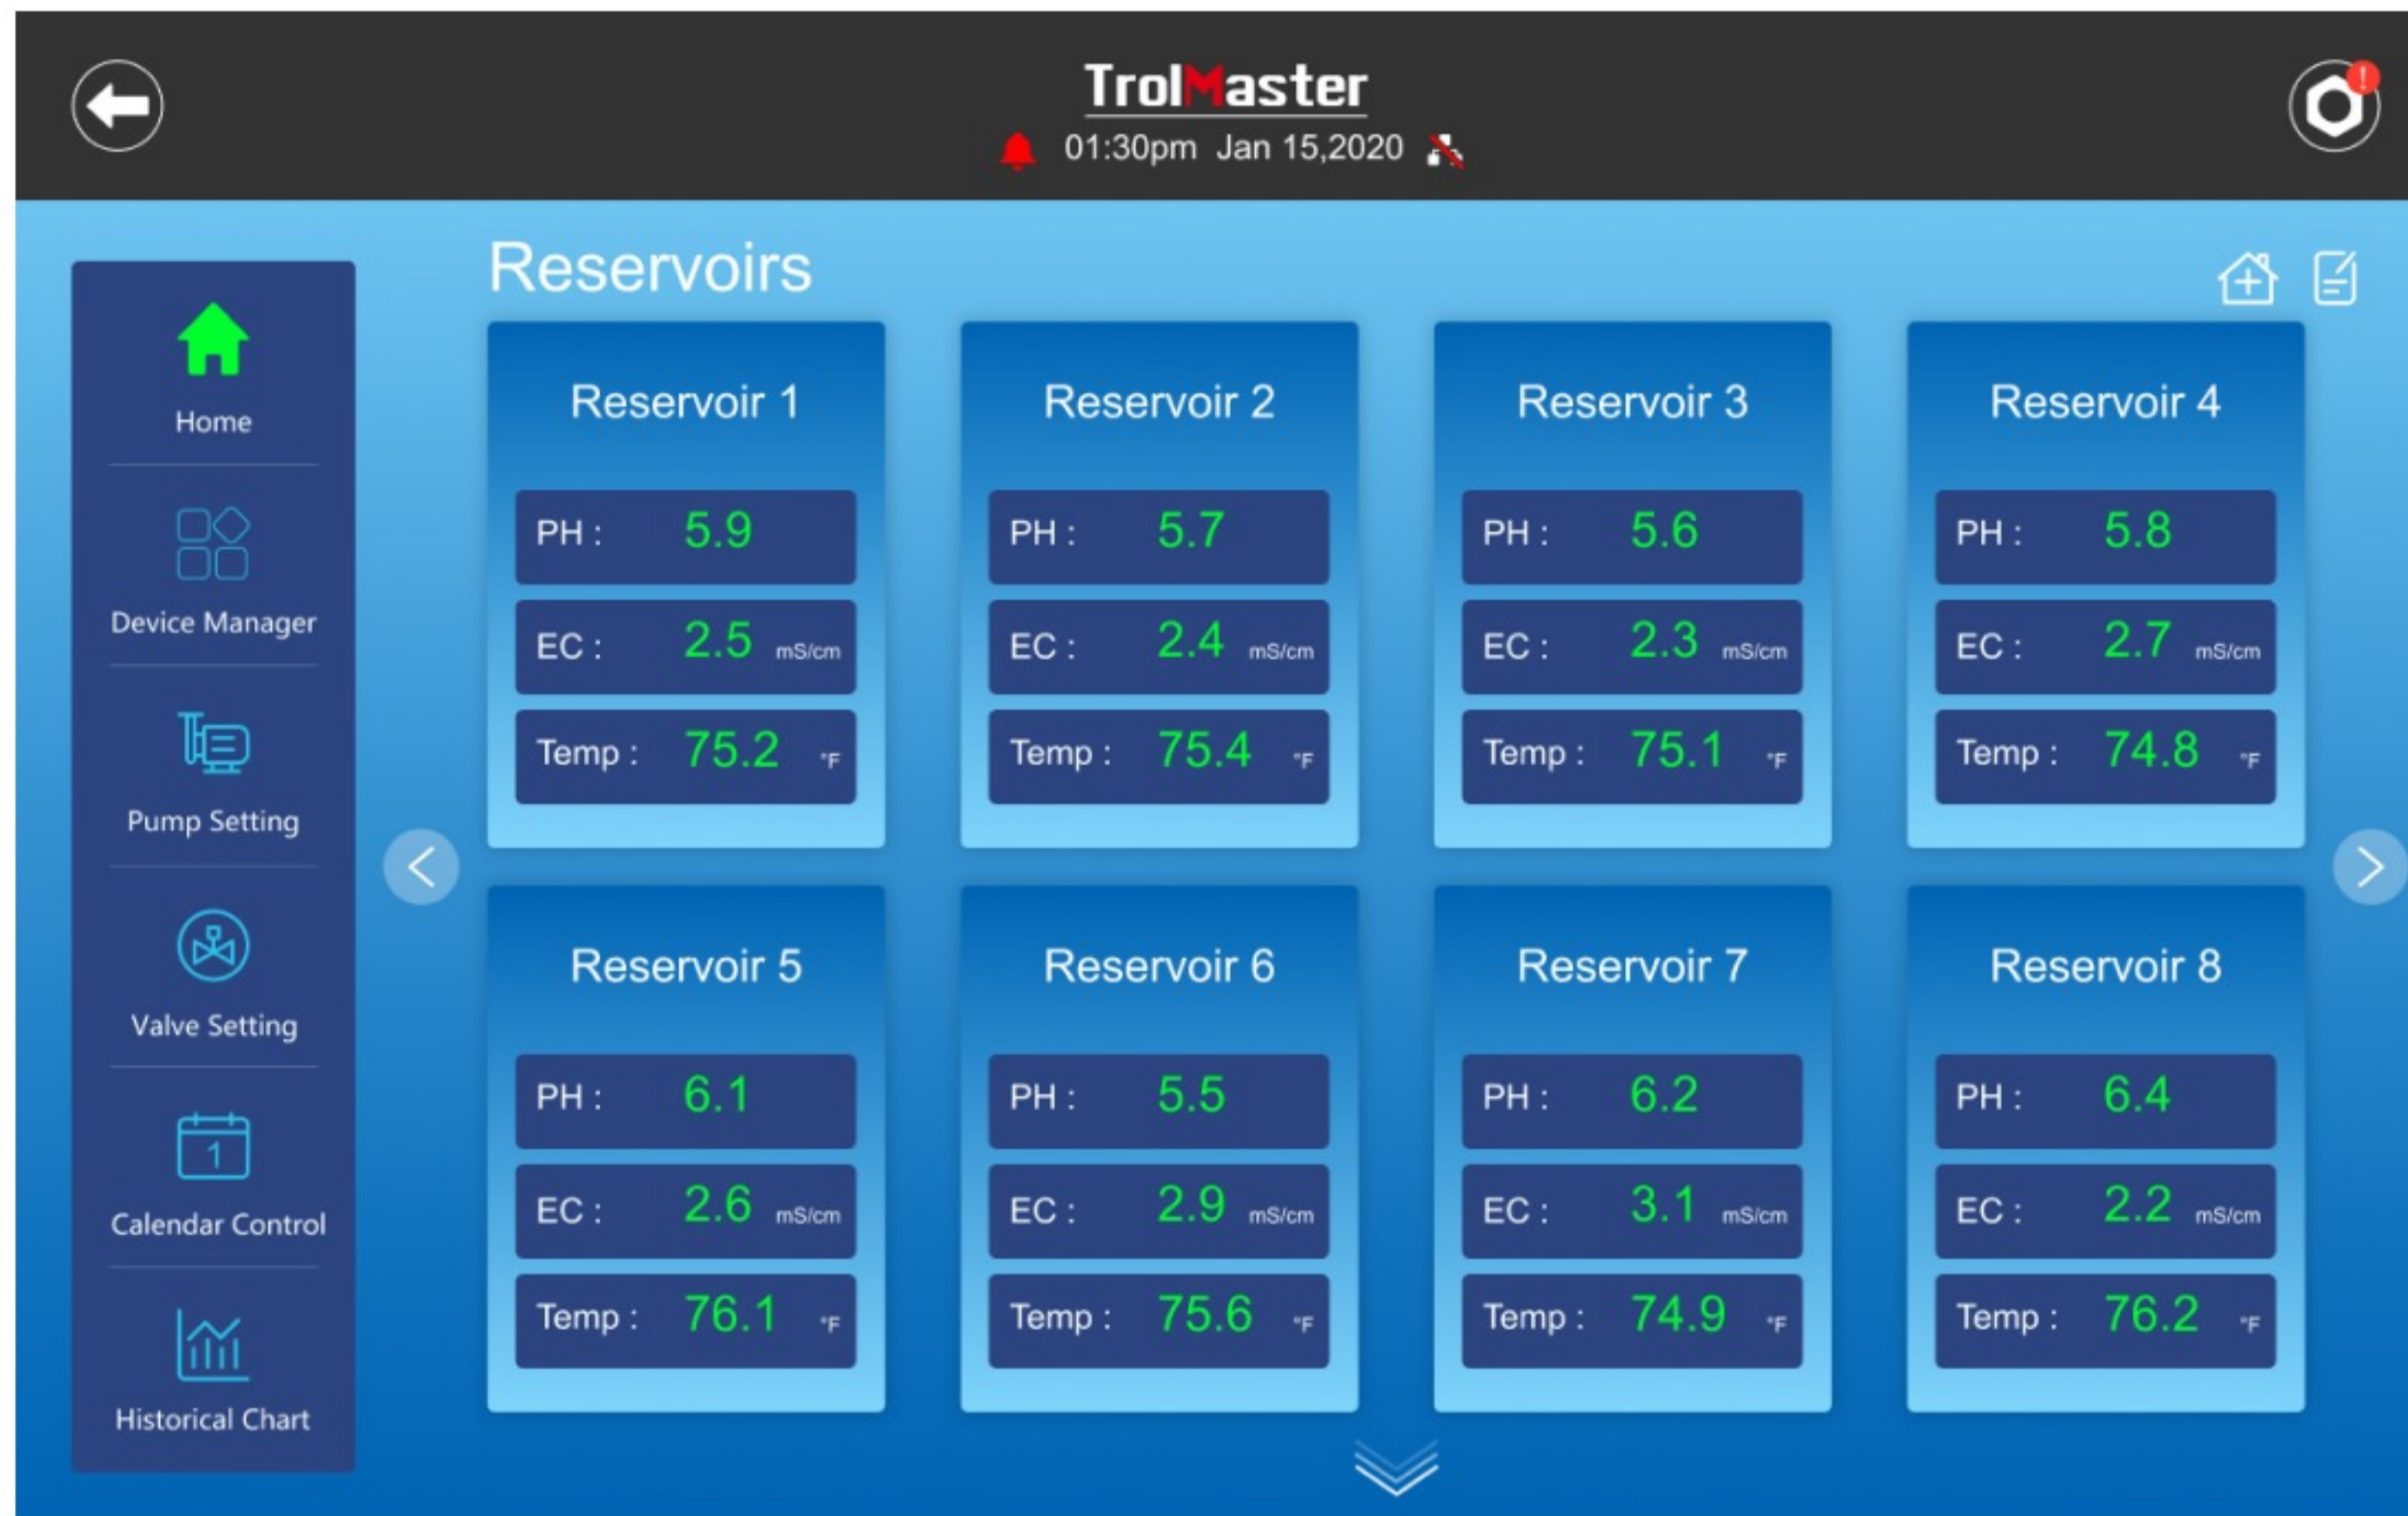 TrolMaster
01:30pm Jan 15,2020
Reservoirs
Home
Device Manager
Pump Setting
Valve Setting
1
Calendar Control
Historical Chart
Reservoir 1
PH : 5.9
EC : 2.5 mS/cm
Temp : 75.2 °F
Reservoir 2
PH : 5.7
EC : 2.4 mS/cm
Temp : 75.4 °F
Reservoir 3
PH : 5.6
EC : 2.3 mS/cm
Temp : 75.1 °F
Reservoir 4
PH : 5.8
EC : 2.7 mS/cm
Temp : 74.8 °F
Reservoir 5
PH : 6.1
EC : 2.6 mS/cm
Temp : 76.1 °F
Reservoir 6
PH : 5.5
EC : 2.9 mS/cm
Temp : 75.6 °F
Reservoir 7
PH : 6.2
EC : 3.1 mS/cm
Temp : 74.9 °F
Reservoir 8
PH : 6.4
EC : 2.2 mS/cm
Temp : 76.2 °F